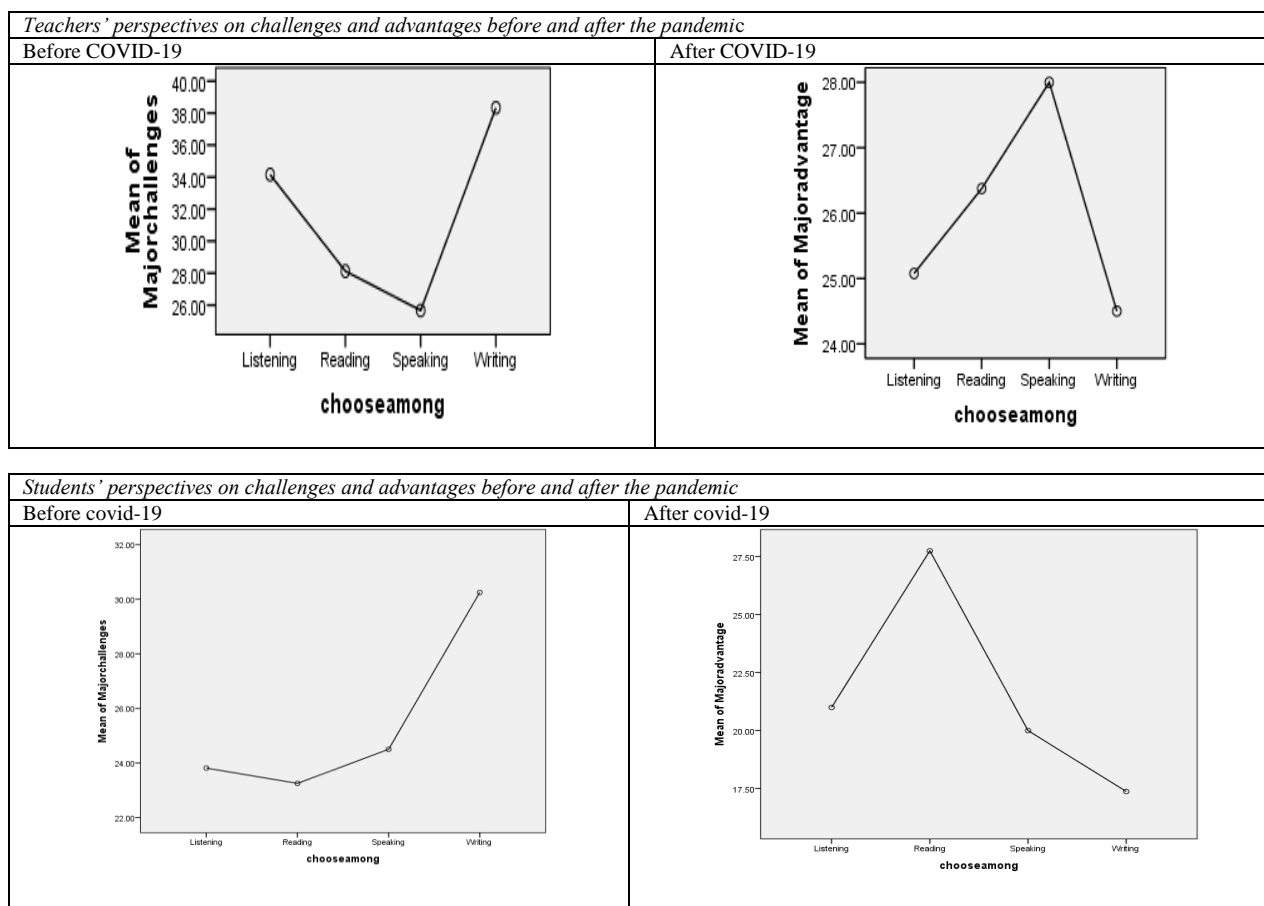 Teachers' perspectives on challenges and advantages before and after the pandemic
Before COVID-19
After COVID-19
Mean of
Majorchallenges
40.00
38.00
36.00
34.00
32.00
30.00
28.00
26.00
Listening Reading Speaking Writing
chooseamong
Mean of Majoradvantage
28.00
27.00
26.00
25.00
24.00
Listening Reading Speaking Writing
chooseamong
Students' perspectives on challenges and advantages before and after the pandemic
Before covid-19
After covid-19
Mean of Majorchallenges
32.00
30.00
28.00
26.00
24.00
22.00
Listening Reading Speaking Writing
chooseamong
Mean of Majoradvantage
27.50
25.00
22.50
20.00
17.50
Listening Reading Speaking Writing
chooseamong